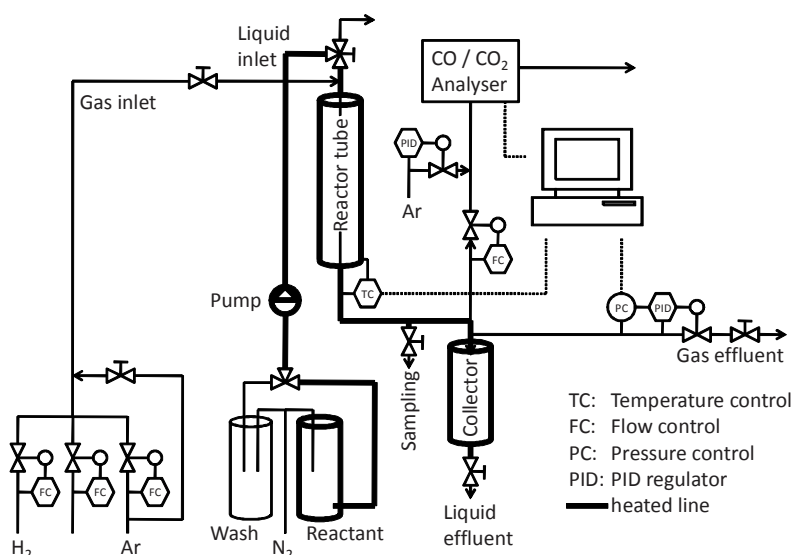 Liquid
inlet
Gas inlet
CO / CO₂
Analyser
Reactor tube
PID
Ar
FC
TC
Pump
PC
PID
Gas effluent
Sampling
Collector
FC
FC
FC
H₂
Ar
Wash
N₂
Reactant
Liquid
effluent
TC: Temperature control
FC: Flow control
PC: Pressure control
PID: PID regulator
heated line